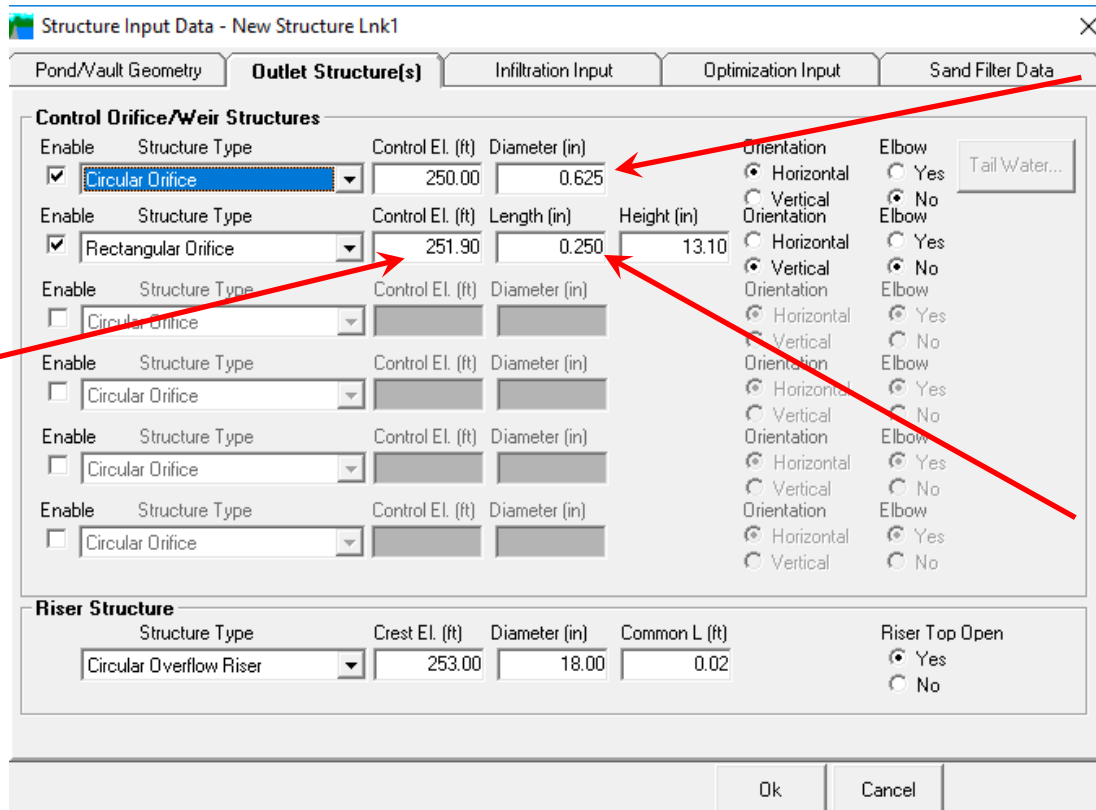 Structure Input Data - New Structure Lnk1
Pond/Vault Geometry Outlet Structure(s) Infiltration Input Optimization Input Sand Filter Data
Control Orifice/Weir Structures
Enable Structure Type Control El. (ft) Diameter (in) Orientation Elbow
Circular Orifice 250.00 0.625 Horizontal Yes Tail Water...
Vertical No
Enable Structure Type Control El. (ft) Length (in) Height (in) Orientation Elbow
Rectangular Orifice 251.90 0.250 13.10 Horizontal Yes
Vertical No
Enable Structure Type Control El. (ft) Diameter (in) Orientation Elbow
Circular Orifice Horizontal Yes
Vertical No
Enable Structure Type Control El. (ft) Diameter (in) Orientation Elbow
Circular Orifice Horizontal Yes
Vertical No
Enable Structure Type Control El. (ft) Diameter (in) Orientation Elbow
Circular Orifice Horizontal Yes
Vertical No
Enable Structure Type Control El. (ft) Diameter (in) Orientation Elbow
Circular Orifice Horizontal Yes
Vertical No
Riser Structure
Structure Type Crest El. (ft) Diameter (in) Common L (ft) Riser Top Open
Circular Overflow Riser 253.00 18.00 0.02 Yes
No
Ok Cancel